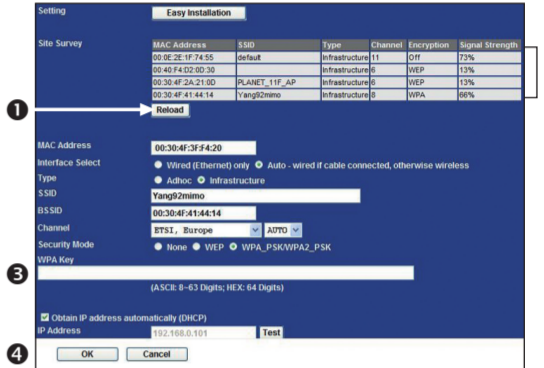 Setting Easy Installation
Site Survey
MAC Address SSID Type Channel Encryption Signal Strength
00:0E:2E:1F:74:55 default Infrastructure 11 Off 73%
00:40:F4:D2:0D:30 Infrastructure 6 WEP 13%
00:30:4F:2A:21:0D PLANET_11F_AP Infrastructure 6 WEP 13%
00:30:4F:41:44:14 Yang92mimo Infrastructure 8 WPA 66%
1 Reload
MAC Address 00:30:4F:3F:F4:20
Interface Select Wired (Ethernet) only Auto - wired if cable connected, otherwise wireless
Type Adhoc Infrastructure
SSID Yang92mimo
BSSID 00:30:4F:41:44:14
Channel ETSI, Europe AUTO
Security Mode None WEP WPA_PSK/WPA2_PSK
WPA Key
3
(ASCII: 8~63 Digits; HEX: 64 Digits)
Obtain IP address automatically (DHCP)
IP Address 192.168.0.101 Test
4 OK Cancel